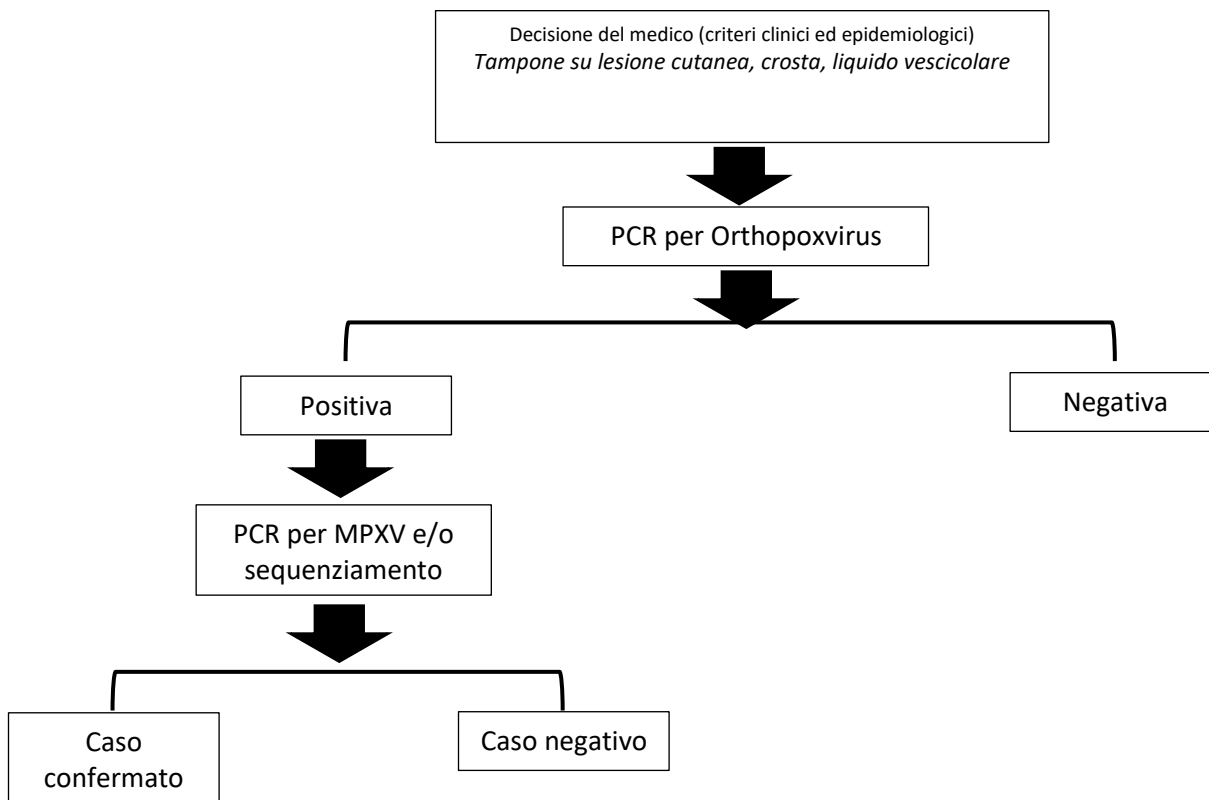 Decisione del medico (criteri clinici ed epidemiologici)
Tampone su lesione cutanea, crosta, liquido vescicolare
PCR per Orthopoxvirus
Positiva
Negativa
PCR per MPXV e/o
sequenziamento
Caso
confermato
Caso negativo